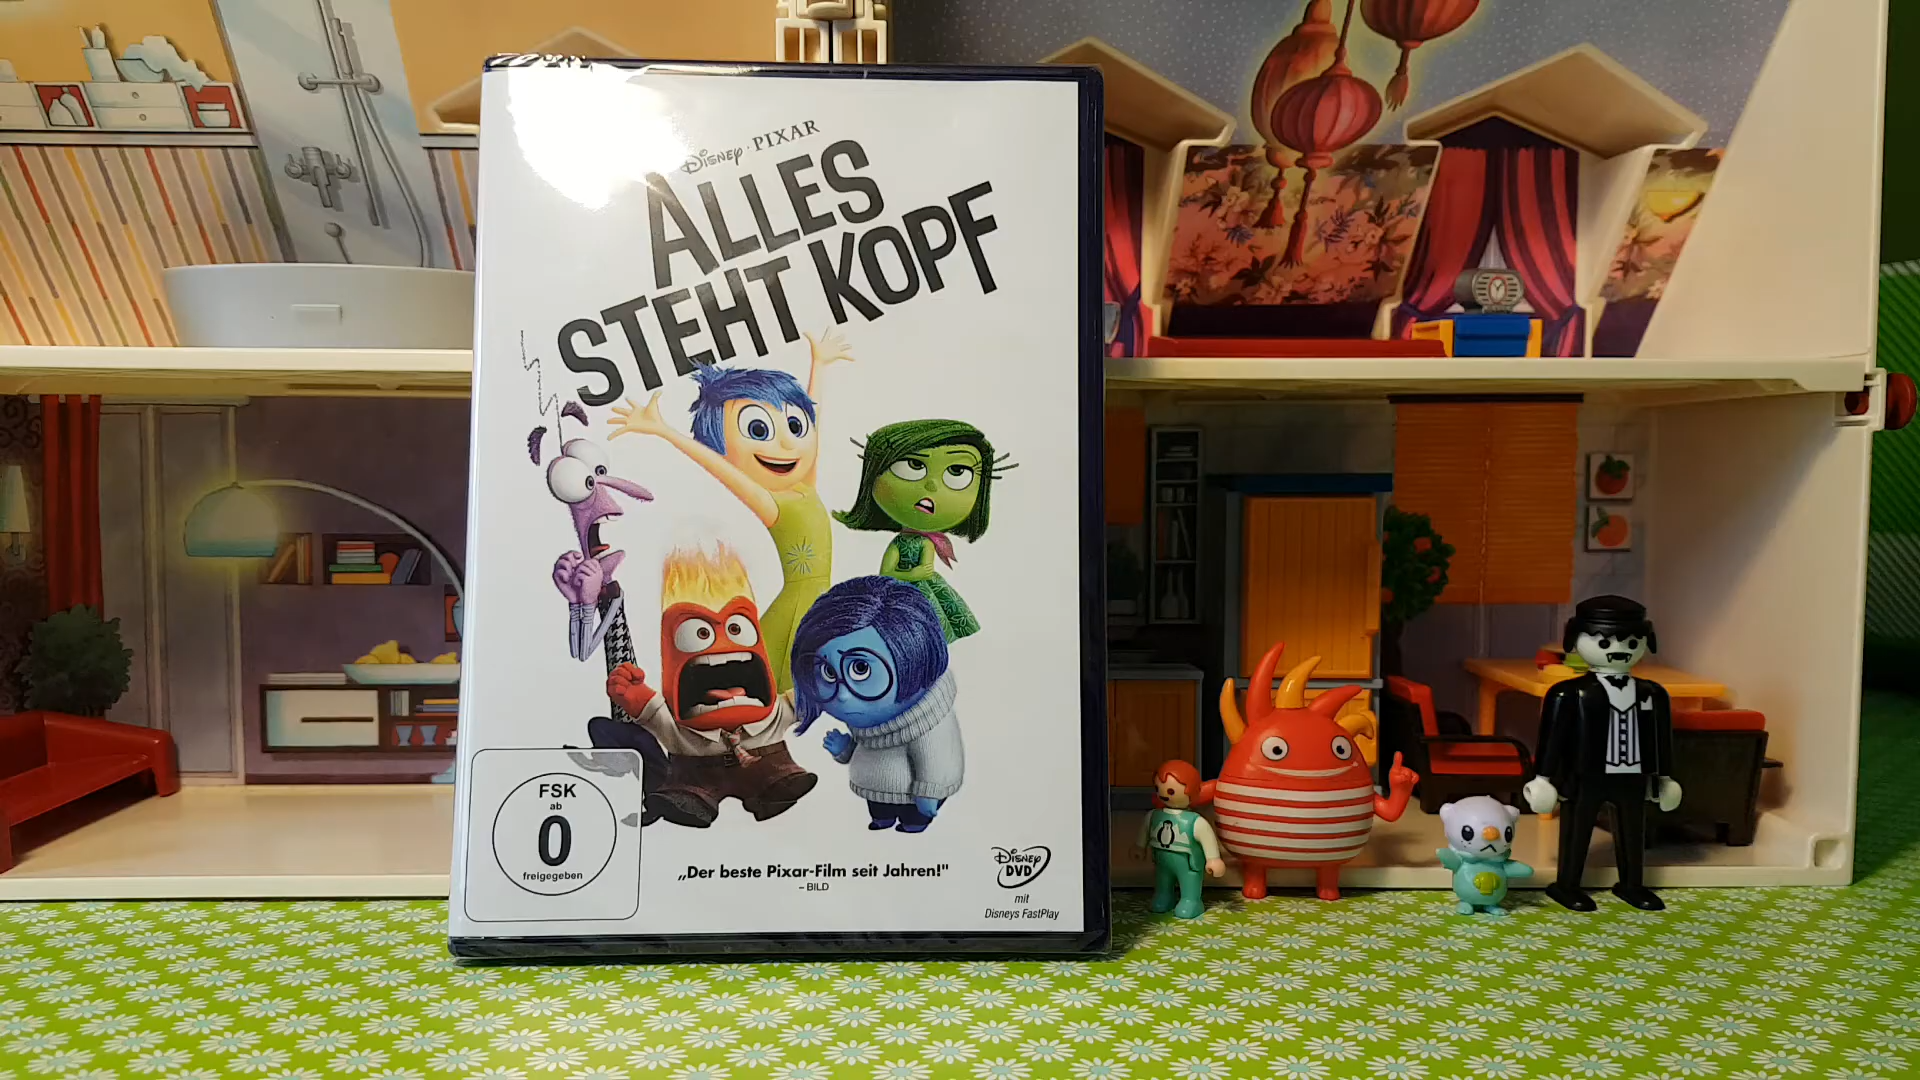 DISNEY · PIXAR
ALLES
STEHT KOPF
FSK
ab
0
freigegeben
„Der beste Pixar-Film seit Jahren!"
– BILD
DISNEY
DVD
mit
Disneys FastPlay